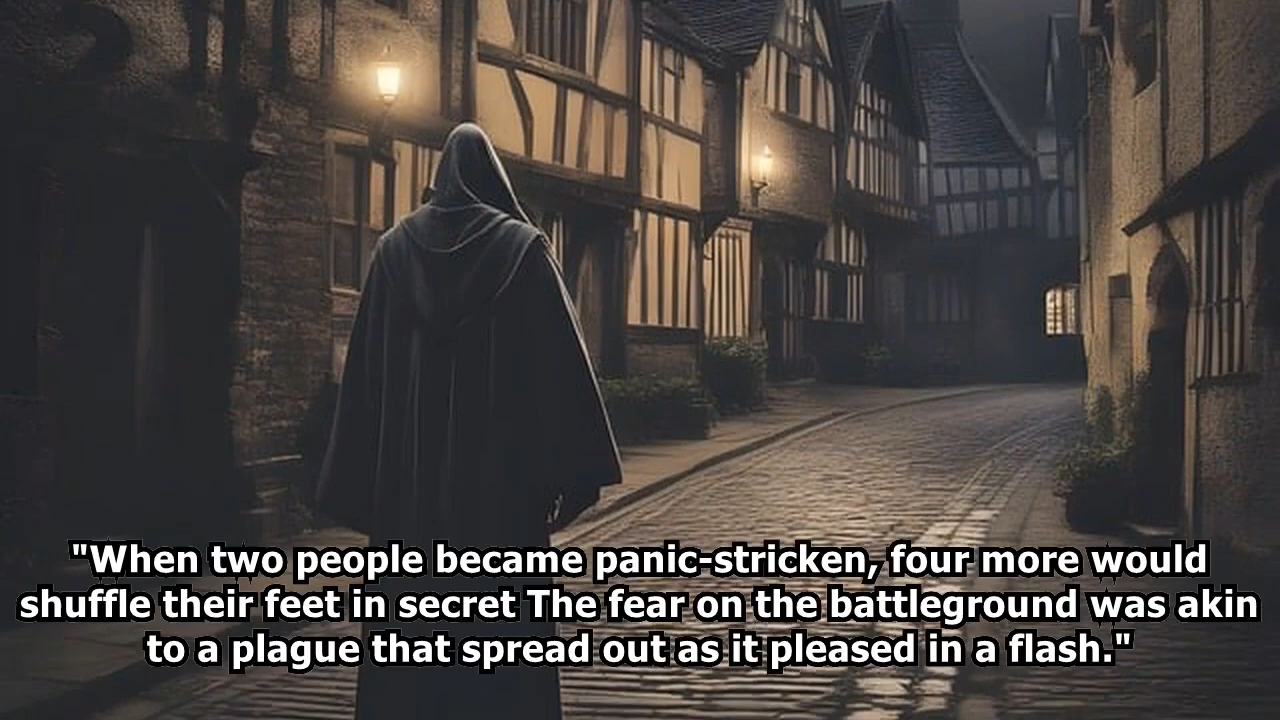 "When two people became panic-stricken, four more would
shuffle their feet in secret The fear on the battleground was akin
to a plague that spread out as it pleased in a flash."